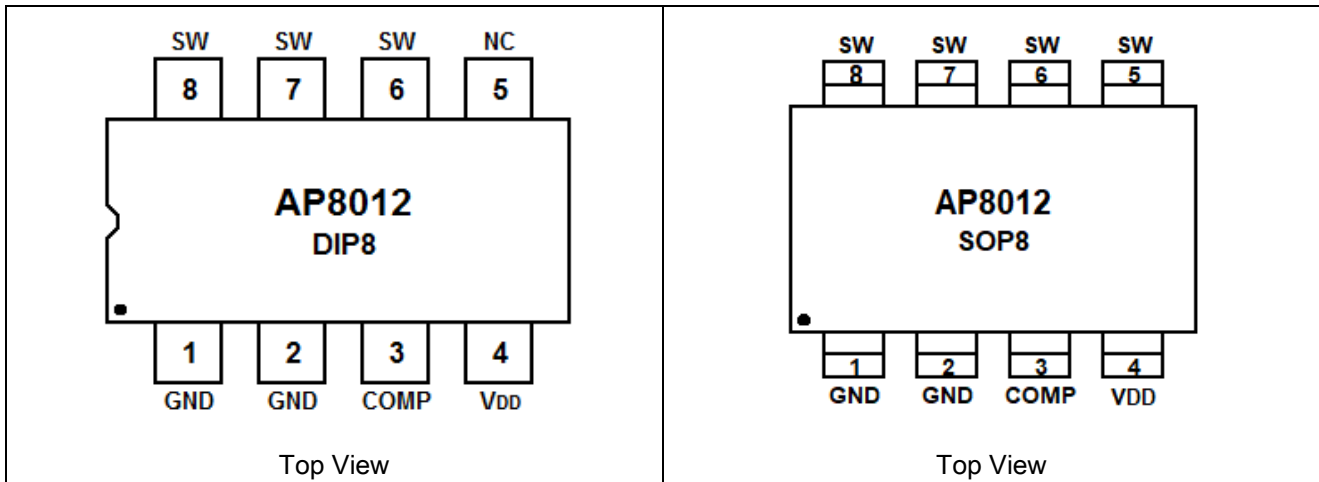 SW SW SW NC
8 7 6 5
AP8012
DIP8
1 2 3 4
GND GND COMP VDD
Top View
SW SW SW SW
8 7 6 5
AP8012
SOP8
1 2 3 4
GND GND COMP VDD
Top View